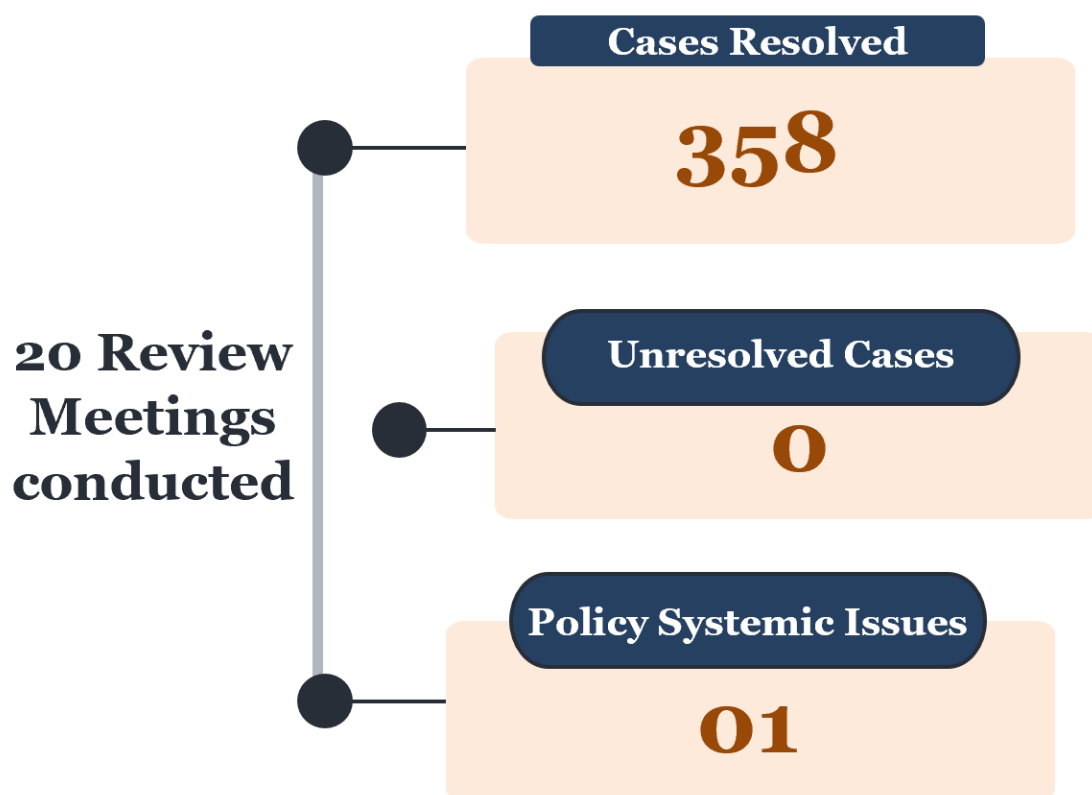 Cases Resolved
358
20 Review
Meetings
conducted
Unresolved Cases
0
Policy Systemic Issues
01